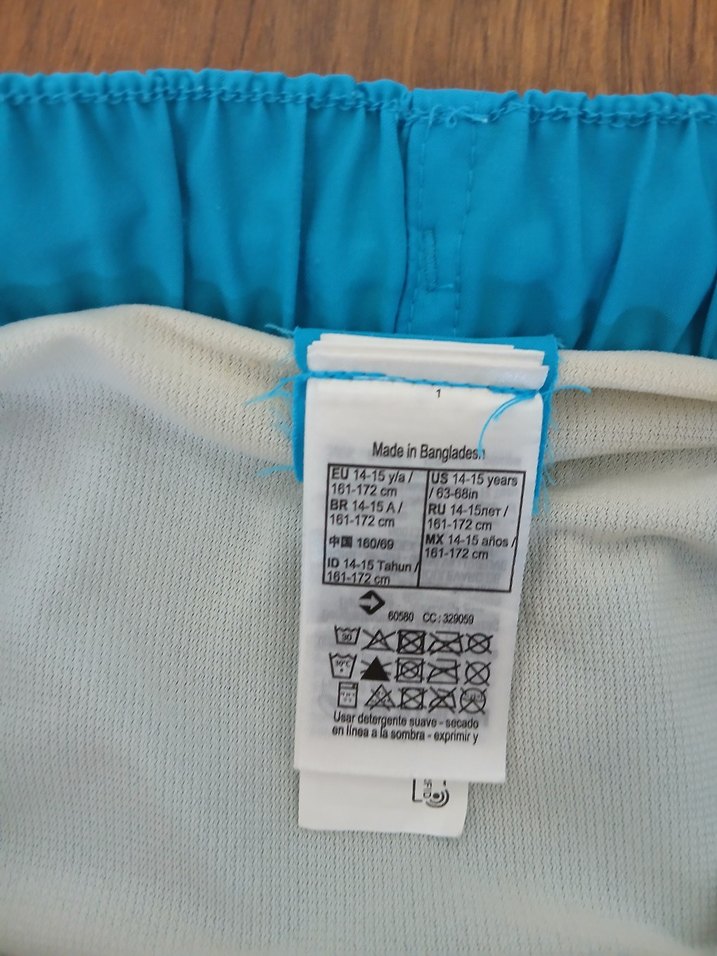 1
Made in Bangladesh
EU 14-15 y/a /
161-172 cm
BR 14-15 A /
161-172 cm
中国 160/69
ID 14-15 Tahun /
161-172 cm
US 14-15 years
/ 63-68in
RU 14-15лет /
161-172 cm
MX 14-15 años /
161-172 cm
60580 CC: 329059
30
30°C
Usar detergente suave - secado
en línea a la sombra - exprimir y
RFID